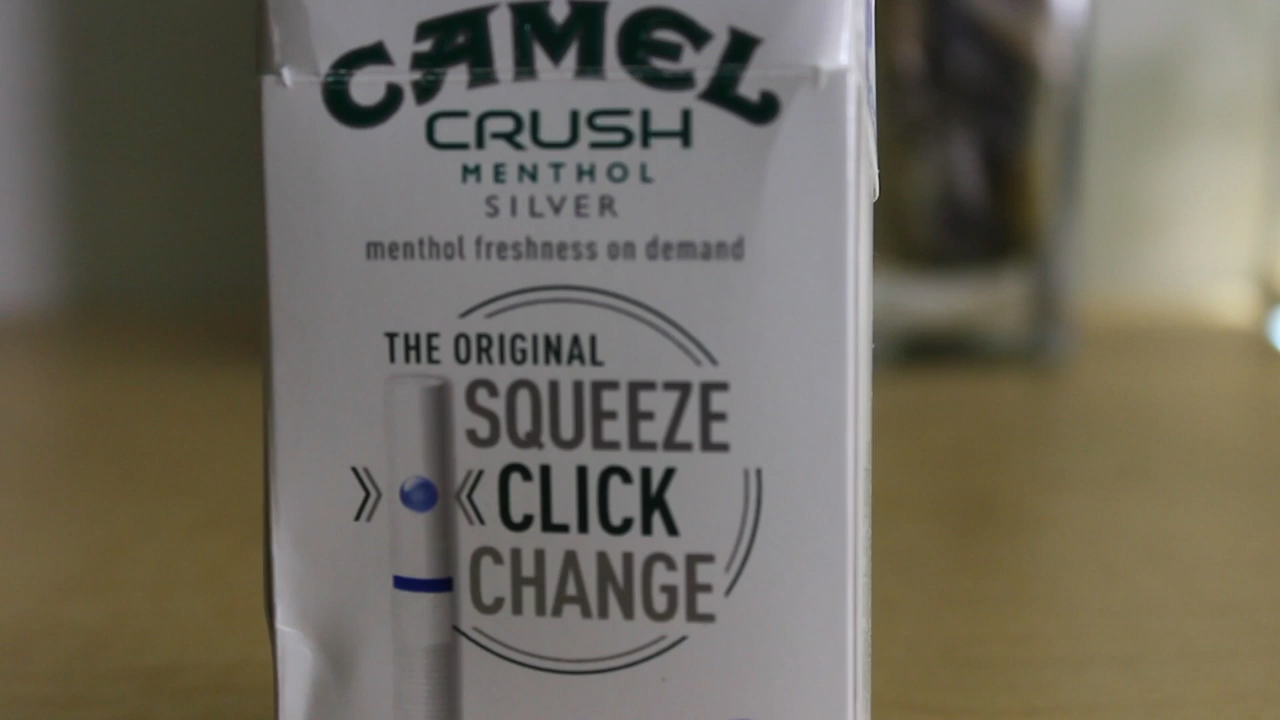 CAMEL
CRUSH
MENTHOL
SILVER
menthol freshness on demand
THE ORIGINAL
SQUEEZE
CLICK
CHANGE